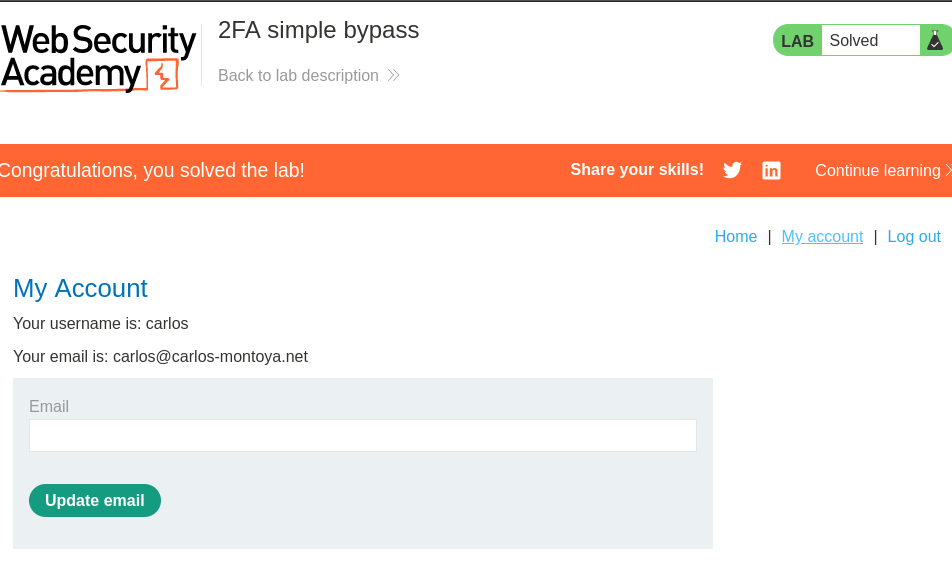 Web Security
Academy
2FA simple bypass
Back to lab description
LAB Solved
Congratulations, you solved the lab!
Share your skills!
Continue learning
Home | My account | Log out
My Account
Your username is: carlos
Your email is: carlos@carlos-montoya.net
Email
Update email